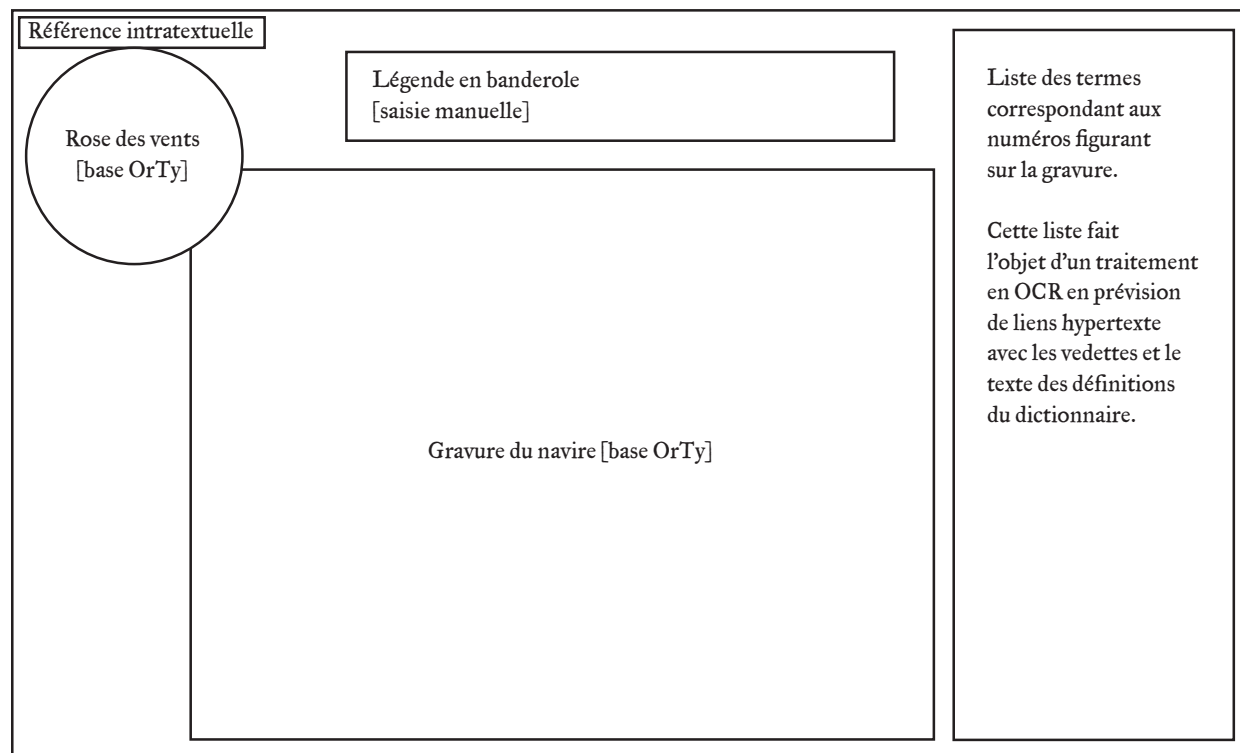 Référence intratextuelle
Rose des vents
[base OrTy]
Légende en banderole
[saisie manuelle]
Gravure du navire [base OrTy]
Liste des termes
correspondant aux
numéros figurant
sur la gravure.
Cette liste fait
l'objet d'un traitement
en OCR en prévision
de liens hypertexte
avec les vedettes et le
texte des définitions
du dictionnaire.